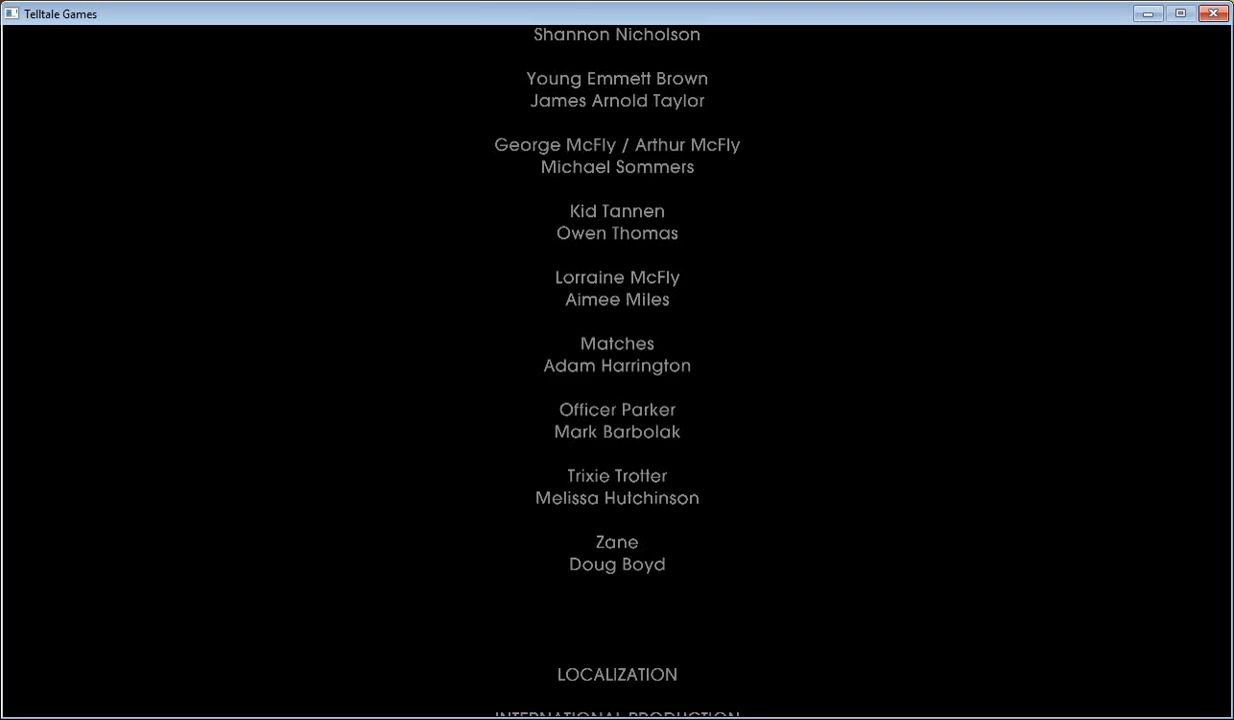 Telltale Games
Shannon Nicholson
Young Emmett Brown
James Arnold Taylor
George McFly / Arthur McFly
Michael Sommers
Kid Tannen
Owen Thomas
Lorraine McFly
Aimee Miles
Matches
Adam Harrington
Officer Parker
Mark Barbolak
Trixie Trotter
Melissa Hutchinson
Zane
Doug Boyd
LOCALIZATION
INTERNATIONAL PRODUCTION